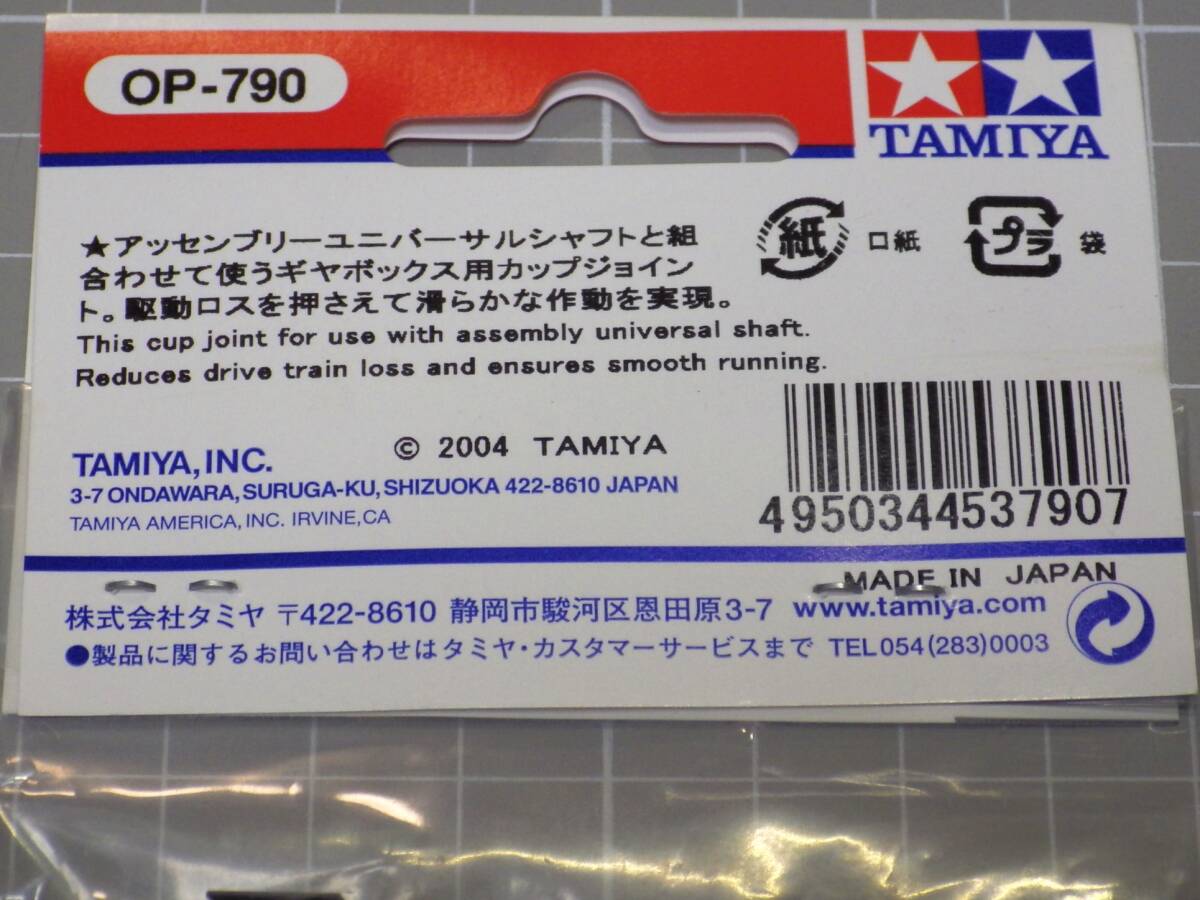 OP-790
TAMIYA
★アッセンブリーユニバーサルシャフトと組
合わせて使うギヤボックス用カップジョイン
ト。駆動ロスを押さえて滑らかな作動を実現。
This cup joint for use with assembly universal shaft.
Reduces drive train loss and ensures smooth running.
紙 口紙
プラ 袋
© 2004 TAMIYA
TAMIYA, INC.
3-7 ONDAWARA, SURUGA-KU, SHIZUOKA 422-8610 JAPAN
TAMIYA AMERICA, INC. IRVINE, CA
4950344537907
MADE IN JAPAN
株式会社タミヤ 〒422-8610 静岡市駿河区恩田原3-7 www.tamiya.com
●製品に関するお問い合わせはタミヤ・カスタマーサービスまで TEL054(283)0003